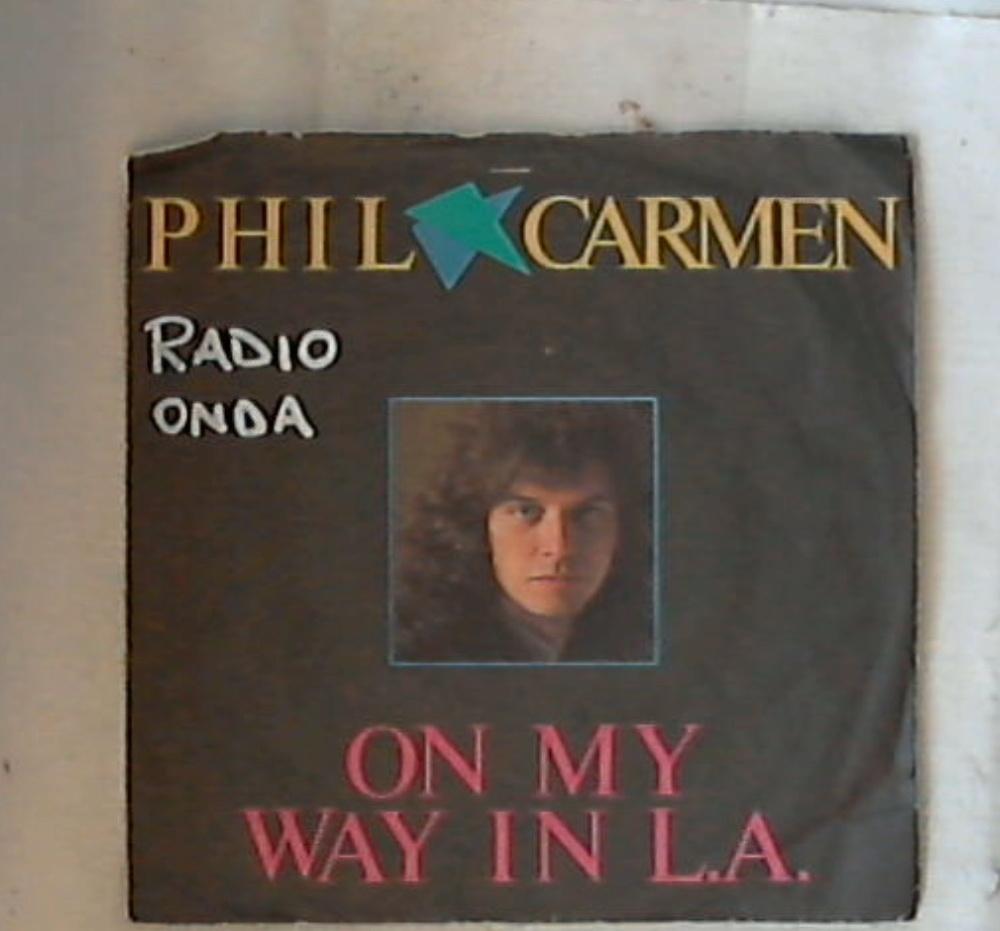 PHIL CARMEN
RADIO
ONDA
ON MY
WAY IN L.A.